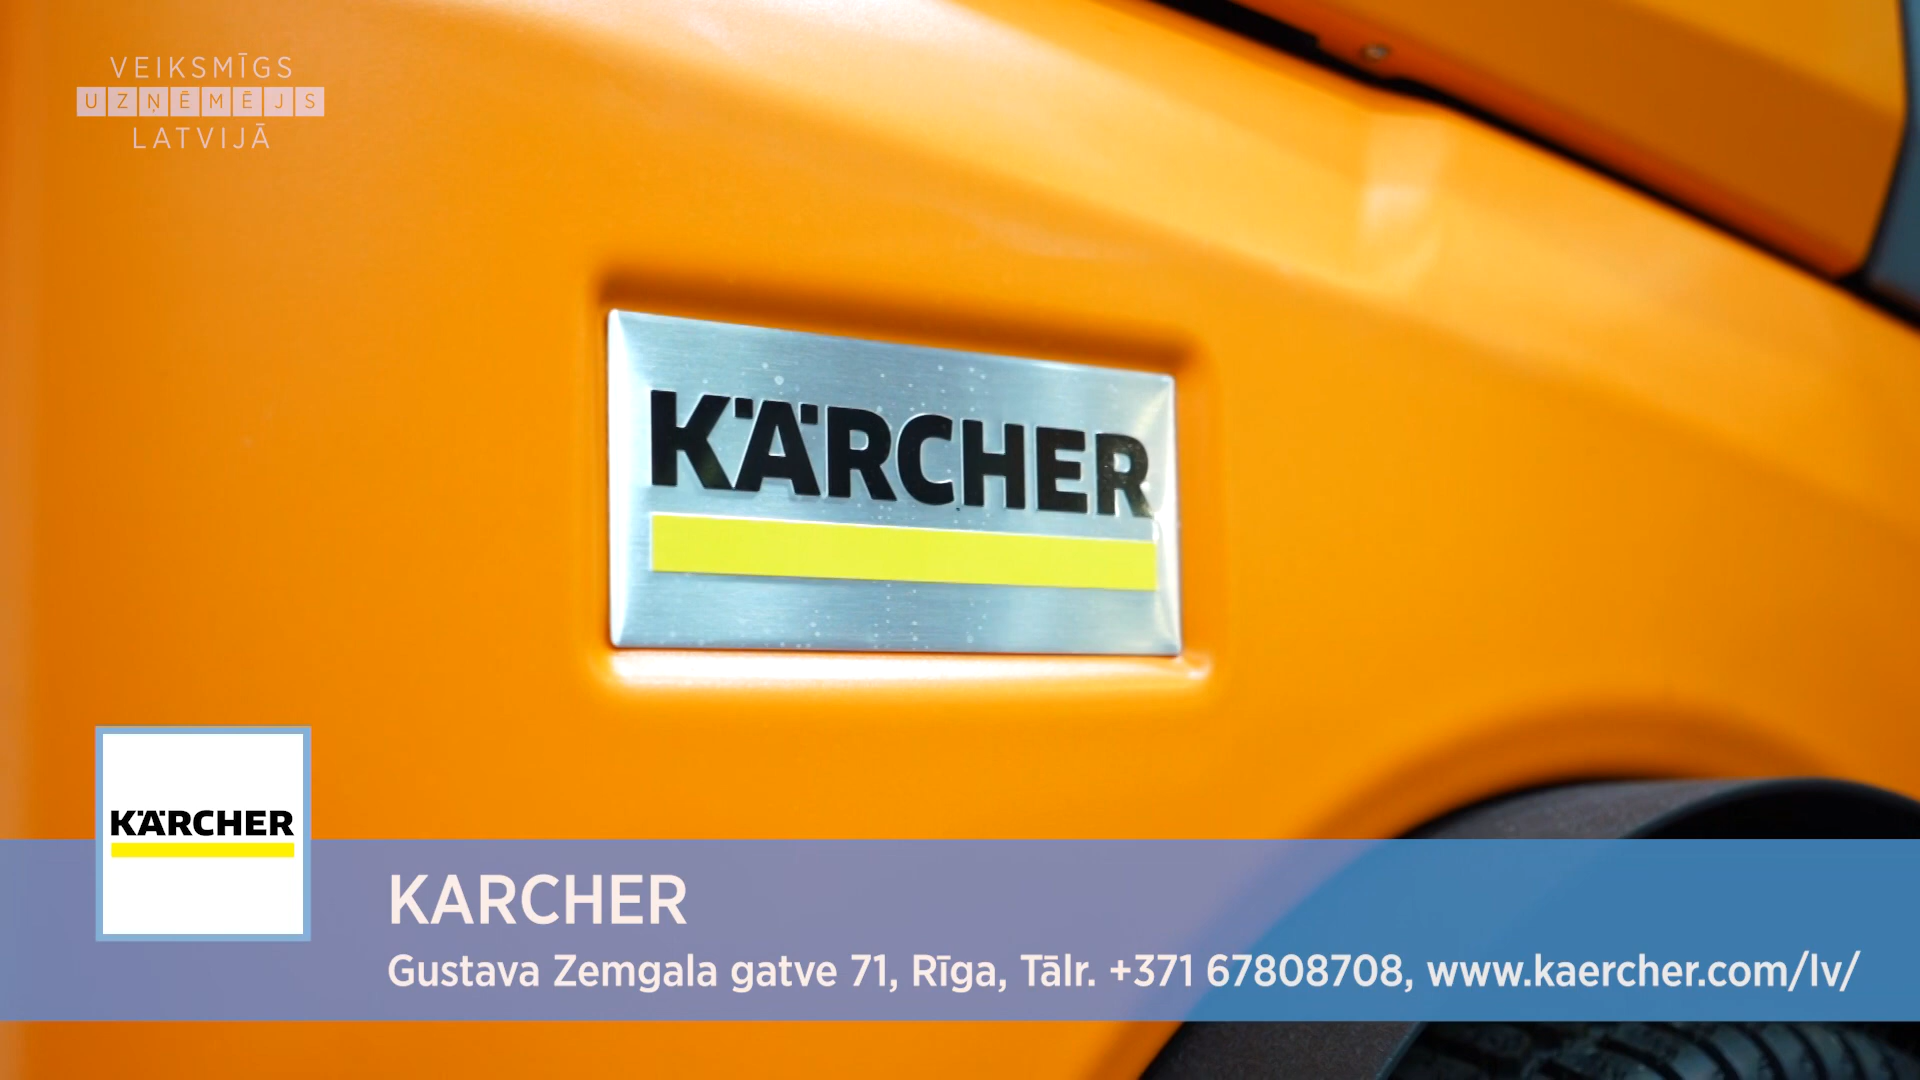 VEIKSMĪGS
UZŅĒMĒJS
LATVIJĀ
KÄRCHER
KÄRCHER
KARCHER
Gustava Zemgala gatve 71, Rīga, Tālr. +371 67808708, www.kaercher.com/lv/